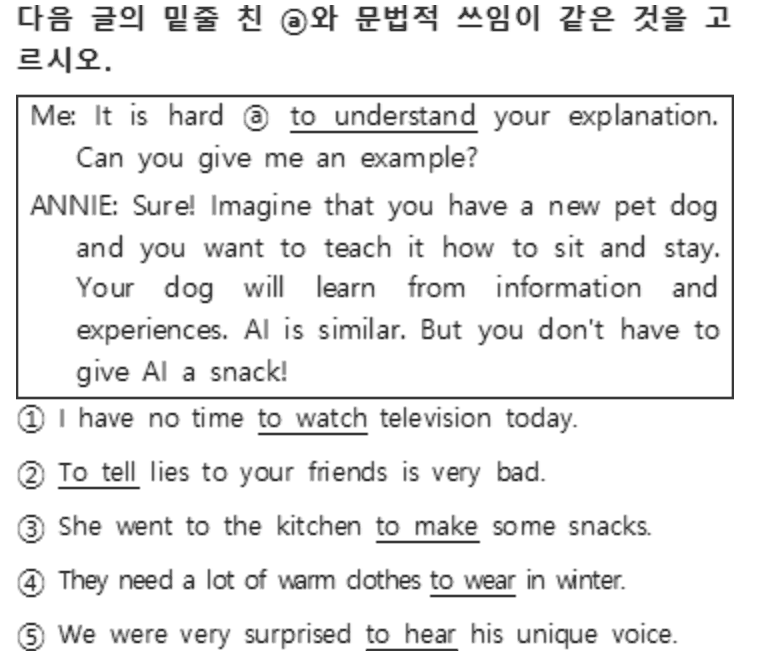 다음 글의 밑줄 친 ⓐ와 문법적 쓰임이 같은 것을 고
르시오.
Me: It is hard ⓐ to understand your explanation.
Can you give me an example?
ANNIE: Sure! Imagine that you have a new pet dog
and you want to teach it how to sit and stay.
Your dog will learn from information and
experiences. AI is similar. But you don't have to
give AI a snack!
① I have no time to watch television today.
② To tell lies to your friends is very bad.
③ She went to the kitchen to make some snacks.
④ They need a lot of warm clothes to wear in winter.
⑤ We were very surprised to hear his unique voice.